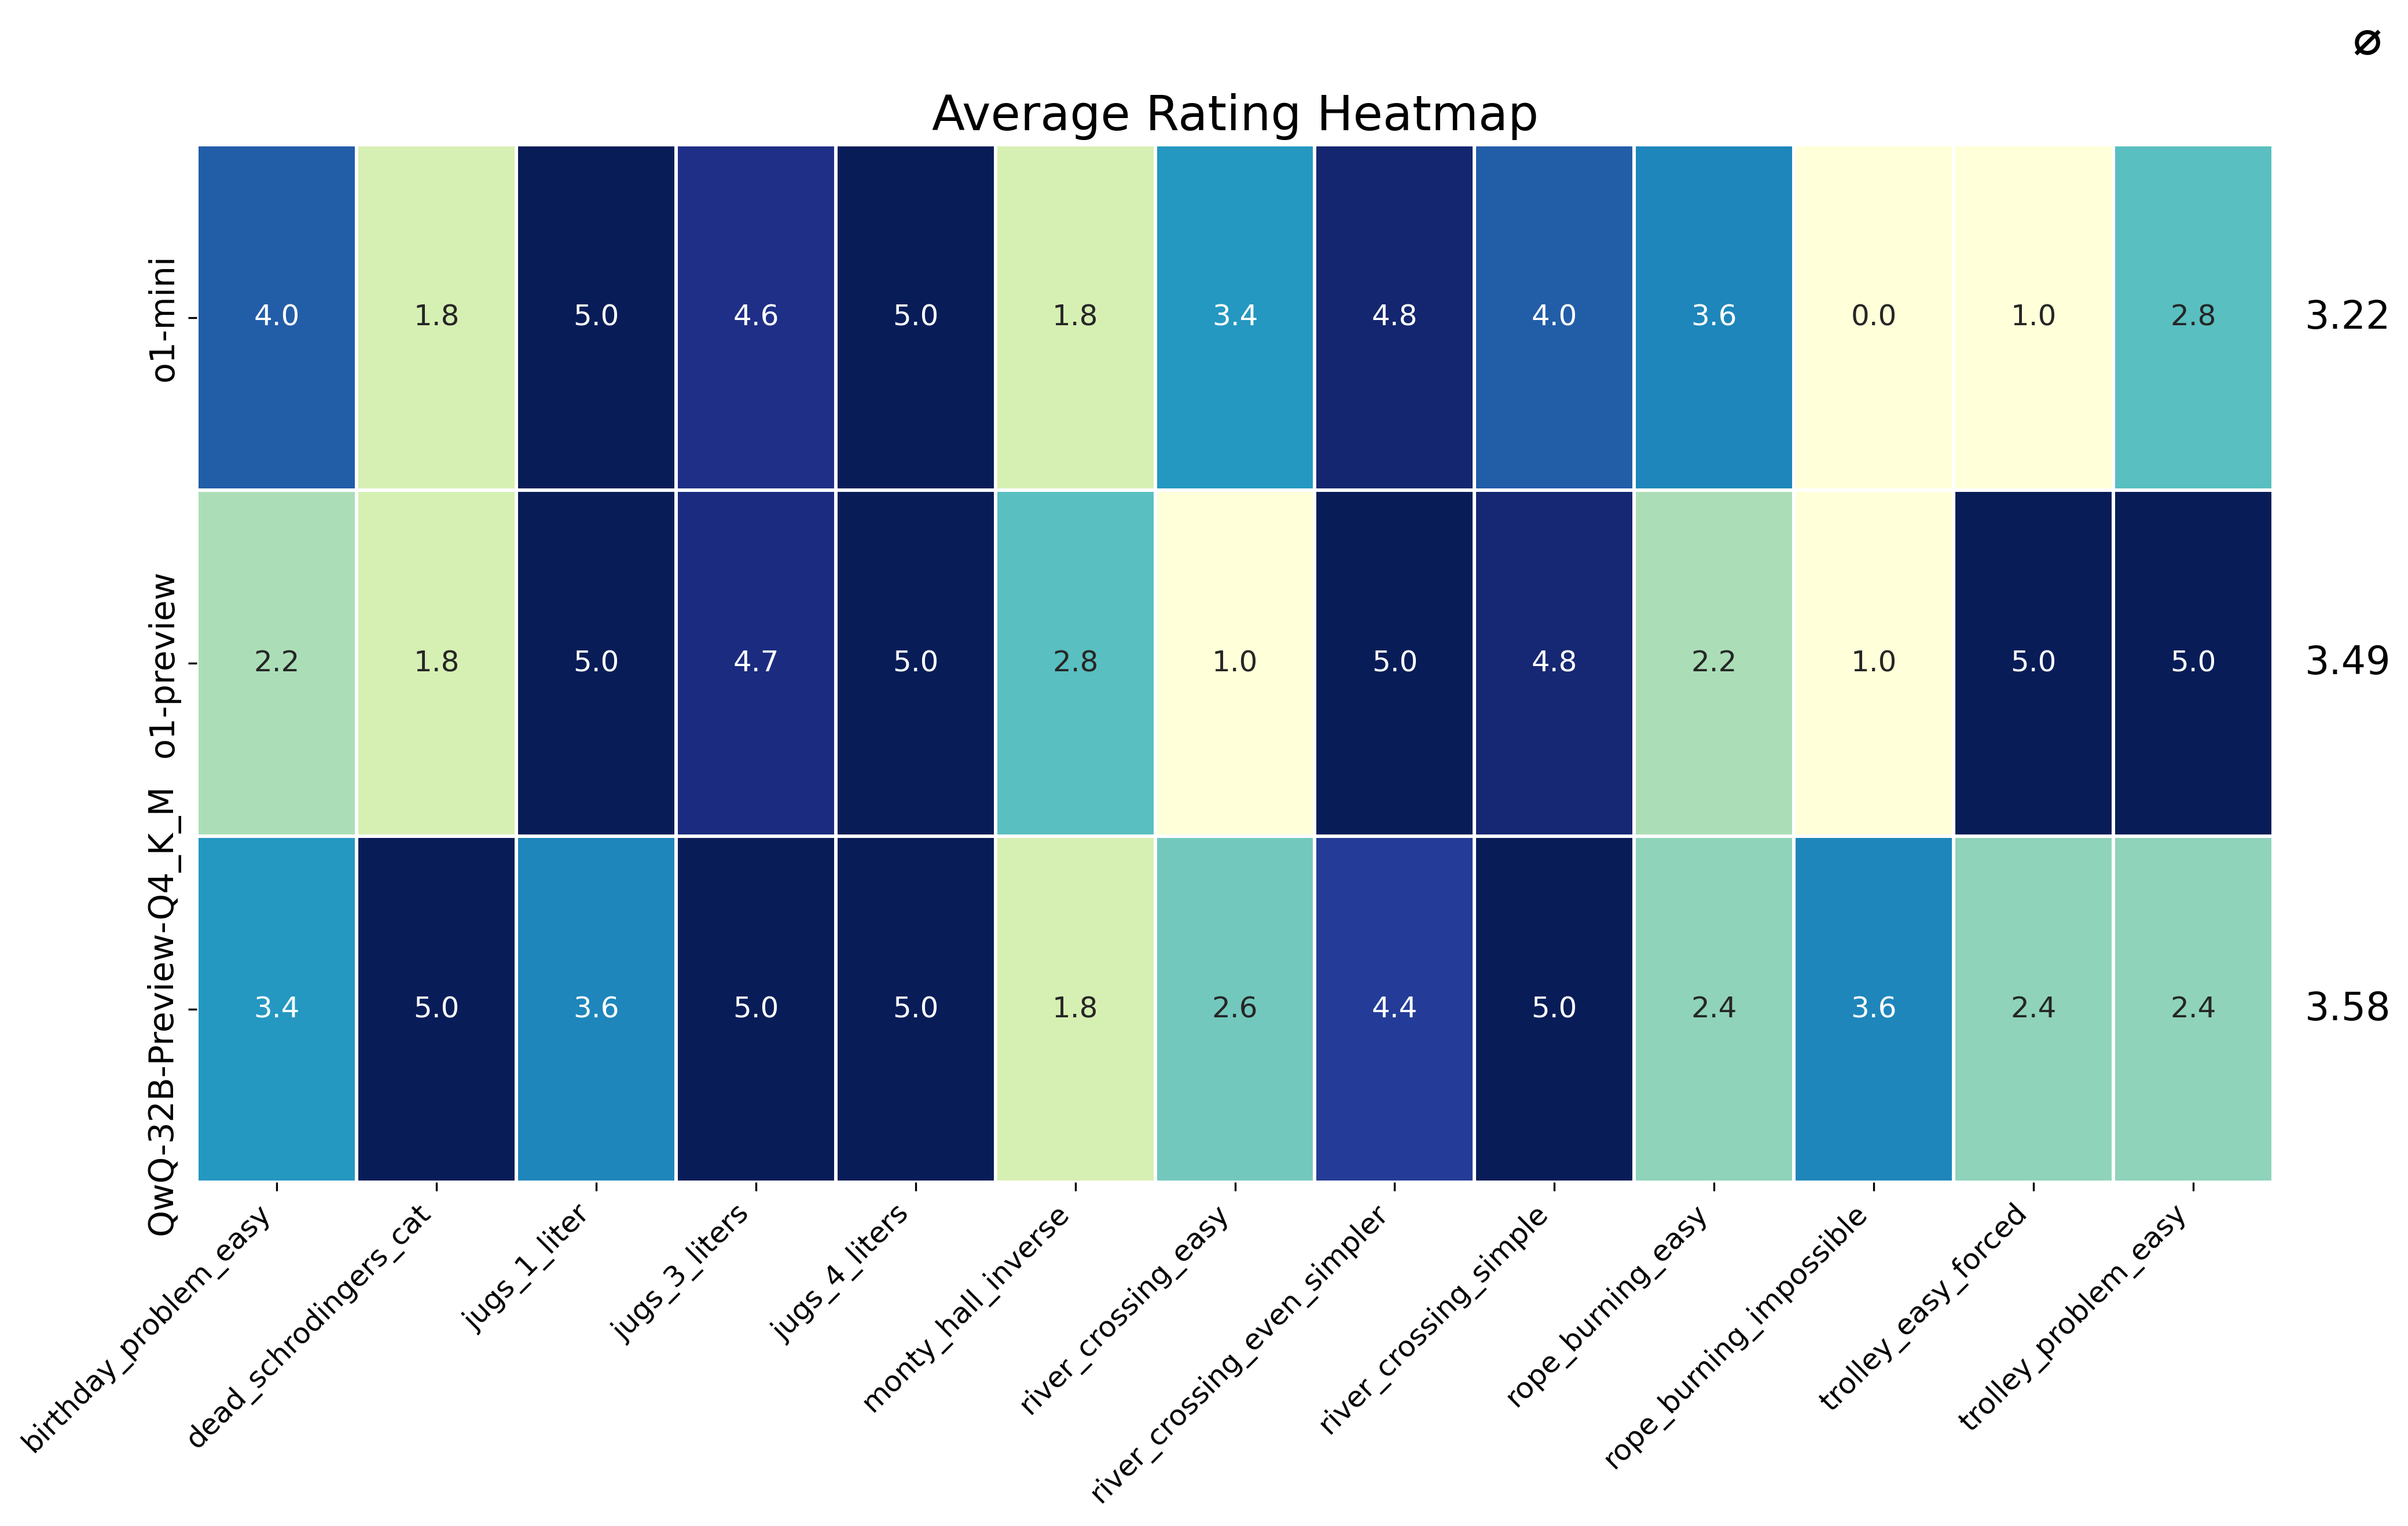 ⌀
Average Rating Heatmap
o1-mini
4.0 1.8 5.0 4.6 5.0 1.8 3.4 4.8 4.0 3.6 0.0 1.0 2.8 3.22
o1-preview
2.2 1.8 5.0 4.7 5.0 2.8 1.0 5.0 4.8 2.2 1.0 5.0 5.0 3.49
QwQ-32B-Preview-Q4_K_M
3.4 5.0 3.6 5.0 5.0 1.8 2.6 4.4 5.0 2.4 3.6 2.4 2.4 3.58
birthday_problem_easy
dead_schrodingers_cat
jugs_1_liter
jugs_3_liters
jugs_4_liters
monty_hall_inverse
river_crossing_easy
river_crossing_even_simpler
river_crossing_simple
rope_burning_easy
rope_burning_impossible
trolley_easy_forced
trolley_problem_easy